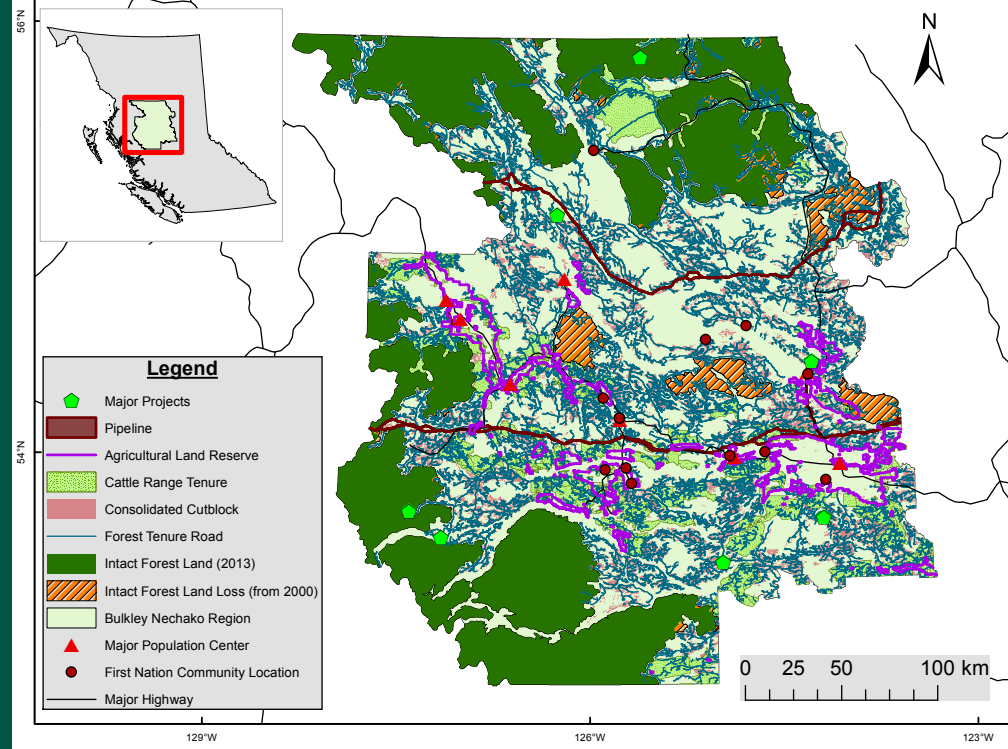 56°N
N
Legend
Major Projects
Pipeline
Agricultural Land Reserve
54°N
Cattle Range Tenure
Consolidated Cutblock
Forest Tenure Road
Intact Forest Land (2013)
Intact Forest Land Loss (from 2000)
Bulkley Nechako Region
Major Population Center
First Nation Community Location
Major Highway
0 25 50 100 km
129°W 126°W 123°W